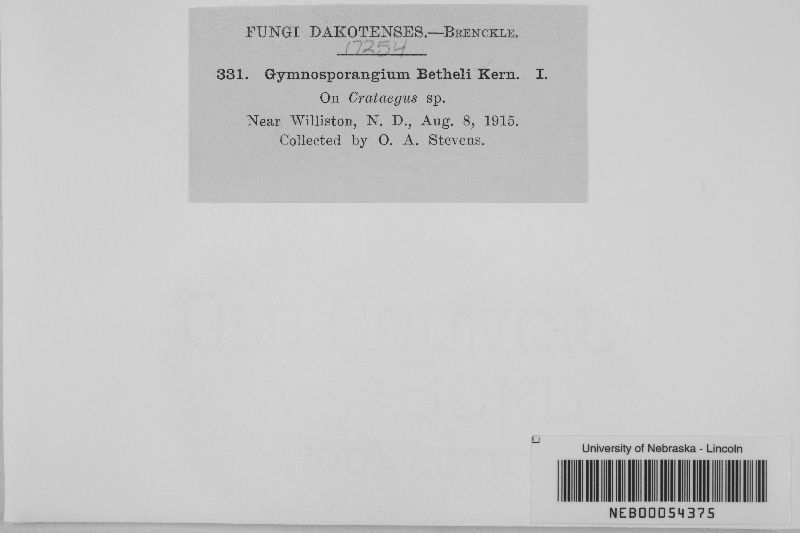 FUNGI DAKOTENSES.—BRENCKLE.
17254
331. Gymnosporangium Betheli Kern. I.
On Crataegus sp.
Near Williston, N. D., Aug. 8, 1915.
Collected by O. A. Stevens.
University of Nebraska - Lincoln
NEB00054375